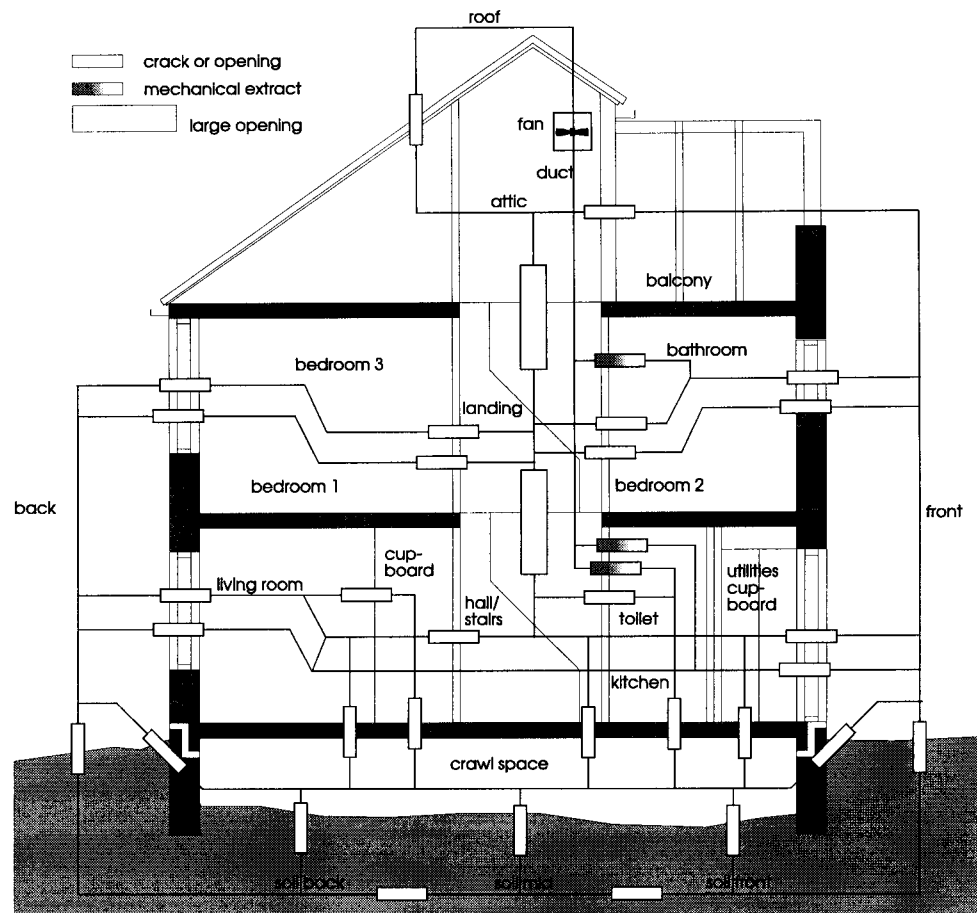 roof
crack or opening
mechanical extract
large opening
fan
duct
attic
balcony
bedroom 3
bathroom
landing
bedroom 1
bedroom 2
back
front
cup-
board
living room
utilities
cup-
board
hall/
stairs
toilet
kitchen
crawl space
soil back
soil mid
soil front